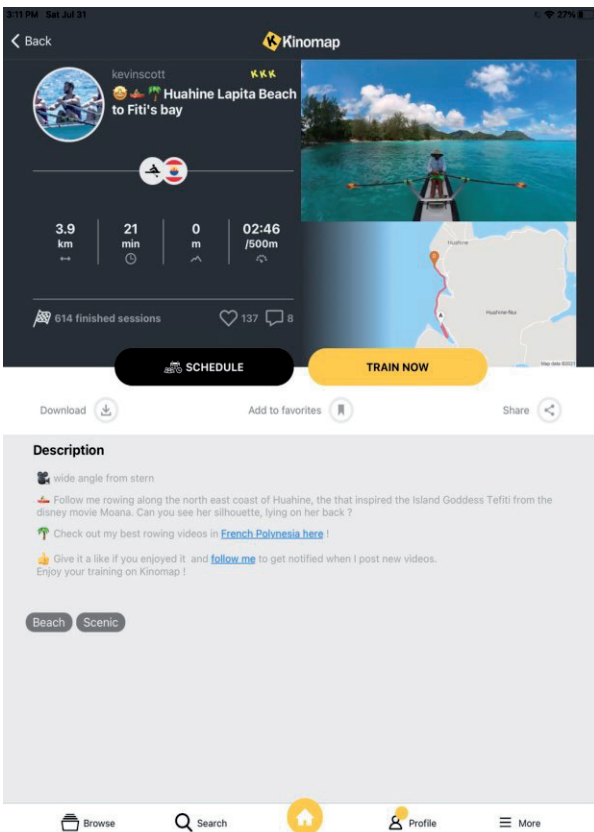 3:11 PM Sat Jul 31
27%
Back
Kinomap
kevinscott
KKK
Huahine Lapita Beach
to Fiti's bay
3.9
km
21
min
0
m
02:46
/500m
614 finished sessions
137
8
Huahine
Huahine-Nui
A
Map data ©2021
SCHEDULE
TRAIN NOW
Download
Add to favorites
Share
Description
wide angle from stern
Follow me rowing along the north east coast of Huahine, the that inspired the Island Goddess Tefiti from the
disney movie Moana. Can you see her silhouette, lying on her back ?
Check out my best rowing videos in French Polynesia here !
Give it a like if you enjoyed it and follow me to get notified when I post new videos.
Enjoy your training on Kinomap !
Beach Scenic
Browse
Search
Profile
More